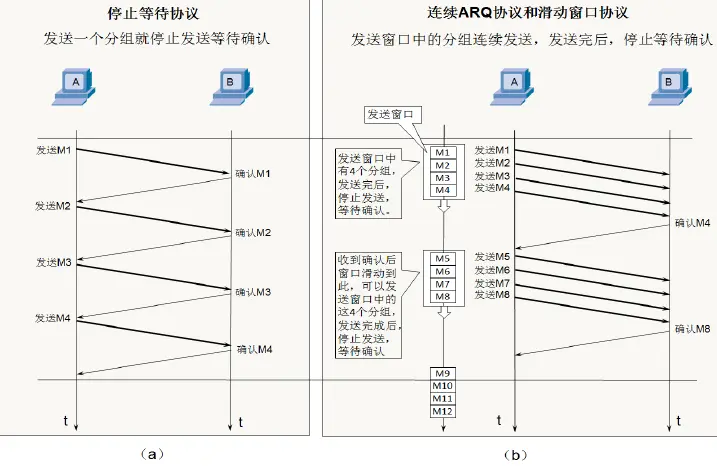 停止等待协议
发送一个分组就停止发送等待确认
A
B
发送M1
确认M1
发送M2
确认M2
发送M3
确认M3
发送M4
确认M4
t
t
（a）
连续ARQ协议和滑动窗口协议
发送窗口中的分组连续发送，发送完后，停止等待确认
A
B
发送窗口
发送窗口中
有4个分组，
发送完后，
停止发送，
等待确认。
M1
M2
M3
M4
发送M1
发送M2
发送M3
发送M4
确认M4
收到确认后
窗口滑动到
此，可以发
送窗口中的
这4个分组，
发送完成后，
停止发送，
等待确认
M5
M6
M7
M8
发送M5
发送M6
发送M7
发送M8
确认M8
M9
M10
M11
M12
t
t
t
（b）